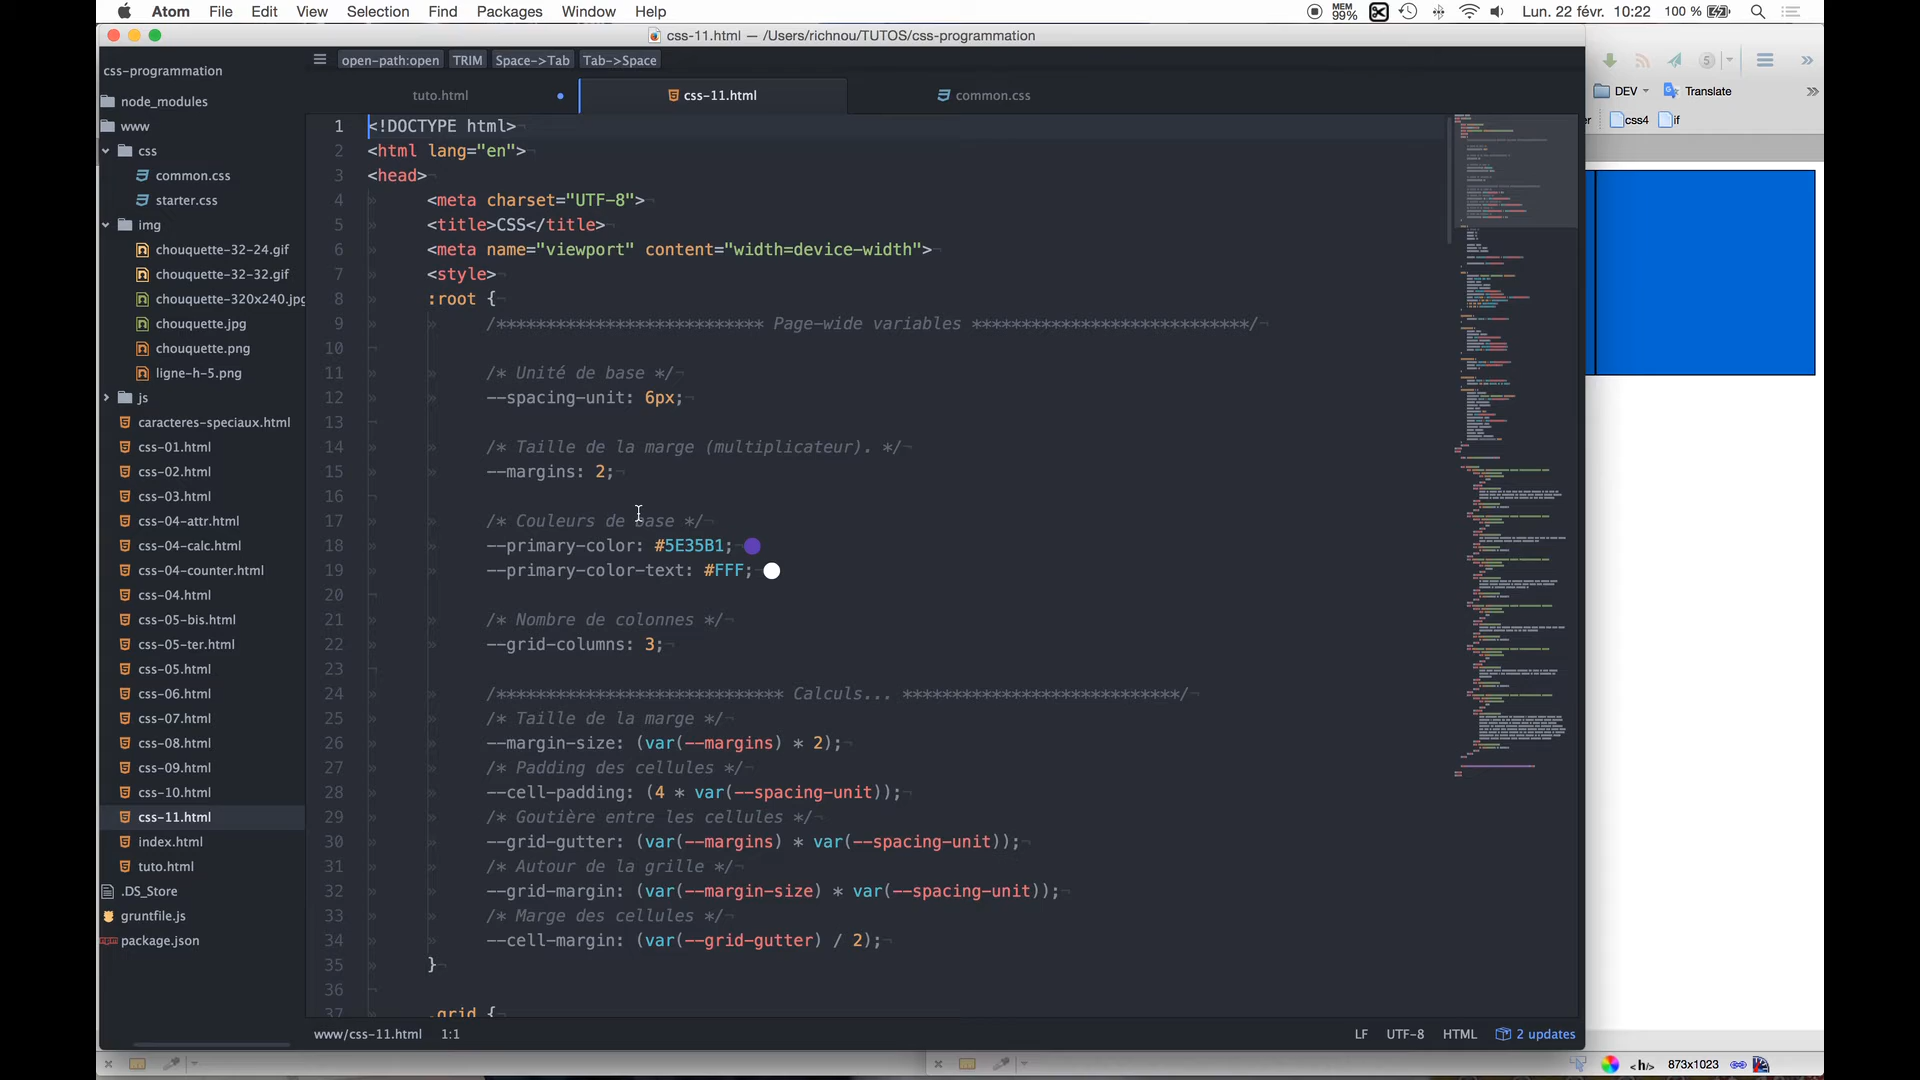 Atom File Edit View Selection Find Packages Window Help MEM 99% Lun. 22 févr. 10:22 100 %
css-11.html — /Users/richnou/TUTOS/css-programmation
open-path:open TRIM Space->Tab Tab->Space
5
DEV Translate
css4 if
tuto.html css-11.html common.css
css-programmation
node_modules
www
css
common.css
starter.css
img
chouquette-32-24.gif
chouquette-32-32.gif
chouquette-320x240.jpg
chouquette.jpg
chouquette.png
ligne-h-5.png
js
caracteres-speciaux.html
css-01.html
css-02.html
css-03.html
css-04-attr.html
css-04-calc.html
css-04-counter.html
css-04.html
css-05-bis.html
css-05-ter.html
css-05.html
css-06.html
css-07.html
css-08.html
css-09.html
css-10.html
css-11.html
index.html
tuto.html
.DS_Store
gruntfile.js
package.json
1 <!DOCTYPE html>
2 <html lang="en">
3 <head>
4 <meta charset="UTF-8">
5 <title>CSS</title>
6 <meta name="viewport" content="width=device-width">
7 <style>
8 :root {
9 /*************************** Page-wide variables ****************************/
10
11 /* Unité de base */
12 --spacing-unit: 6px;
13
14 /* Taille de la marge (multiplicateur). */
15 --margins: 2;
16
17 /* Couleurs de base */
18 --primary-color: #5E35B1;
19 --primary-color-text: #FFF;
20
21 /* Nombre de colonnes */
22 --grid-columns: 3;
23
24 /***************************** Calculs... ****************************/
25 /* Taille de la marge */
26 --margin-size: (var(--margins) * 2);
27 /* Padding des cellules */
28 --cell-padding: (4 * var(--spacing-unit));
29 /* Goutière entre les cellules */
30 --grid-gutter: (var(--margins) * var(--spacing-unit));
31 /* Autour de la grille */
32 --grid-margin: (var(--margin-size) * var(--spacing-unit));
33 /* Marge des cellules */
34 --cell-margin: (var(--grid-gutter) / 2);
35 }
36
37 .grid {
www/css-11.html 1:1 LF UTF-8 HTML 2 updates
<h/> 873x1023